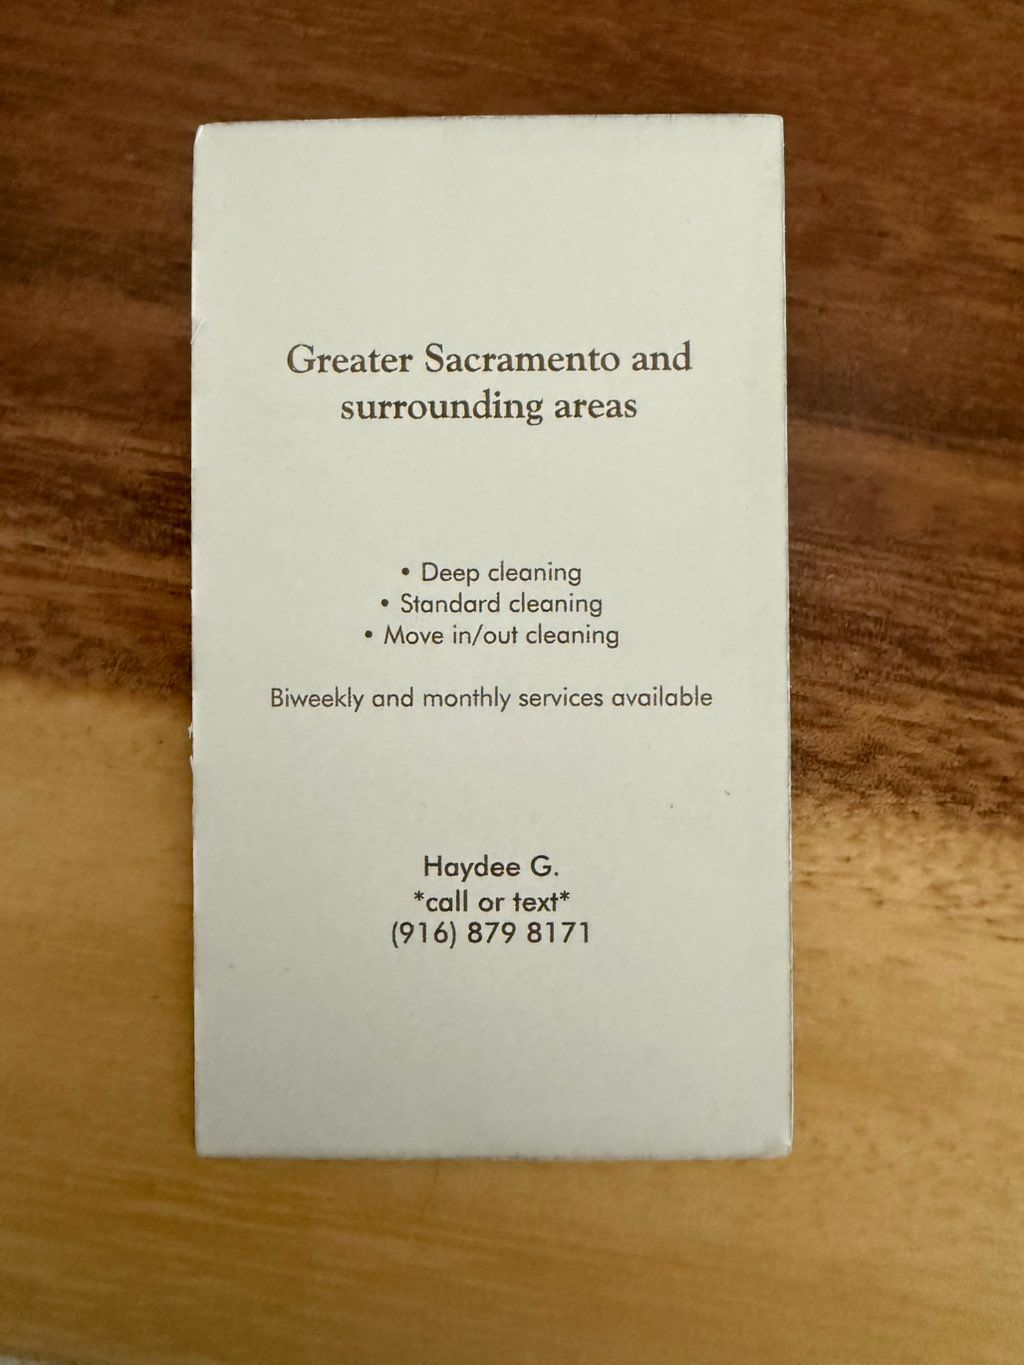 Greater Sacramento and
surrounding areas
• Deep cleaning
• Standard cleaning
• Move in/out cleaning
Biweekly and monthly services available
Haydee G.
*call or text*
(916) 879 8171